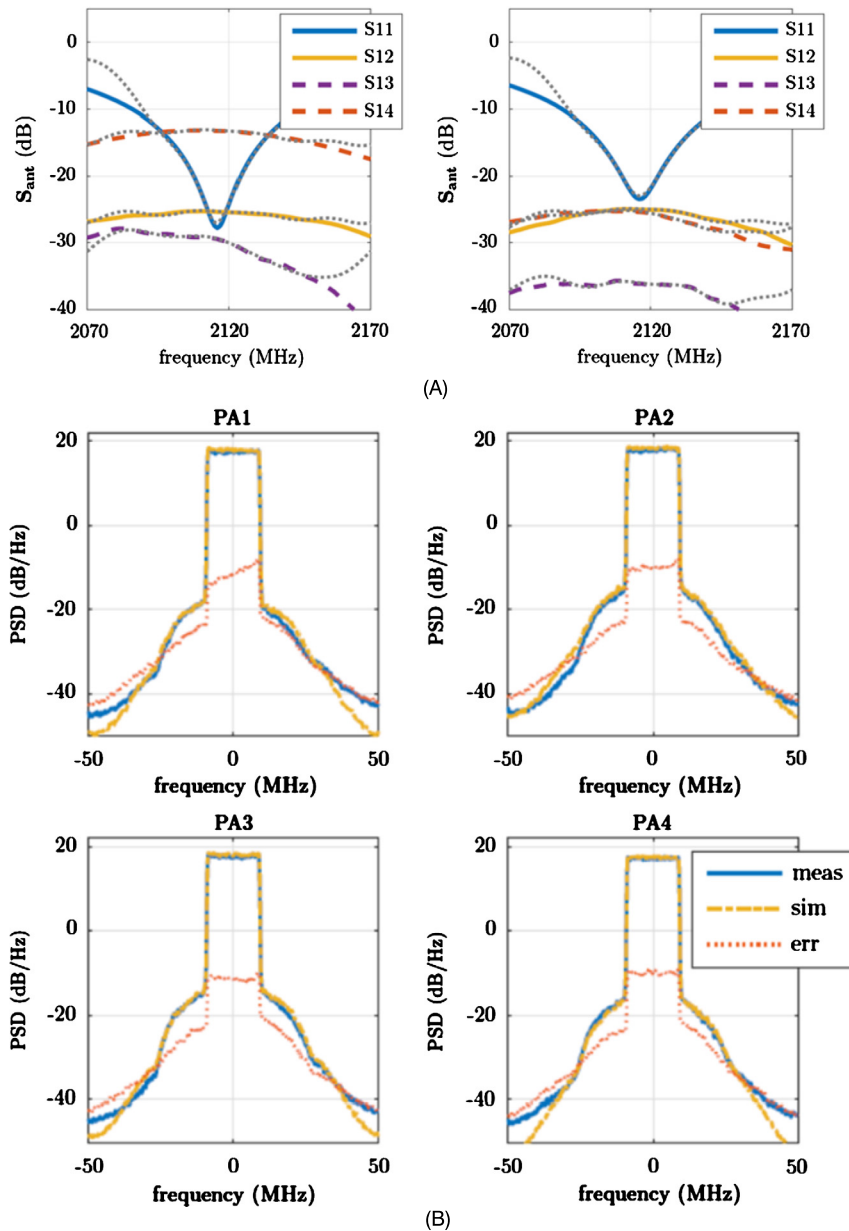 0
-10
-20
-30
-40
S_ant (dB)
2070 2120 2170
frequency (MHz)
S11
S12
S13
S14
0
-10
-20
-30
-40
S_ant (dB)
2070 2120 2170
frequency (MHz)
S11
S12
S13
S14
(A)
PA1
20
0
-20
-40
PSD (dB/Hz)
-50 0 50
frequency (MHz)
PA2
20
0
-20
-40
PSD (dB/Hz)
-50 0 50
frequency (MHz)
PA3
20
0
-20
-40
PSD (dB/Hz)
-50 0 50
frequency (MHz)
PA4
20
0
-20
-40
PSD (dB/Hz)
-50 0 50
frequency (MHz)
meas
sim
err
(B)